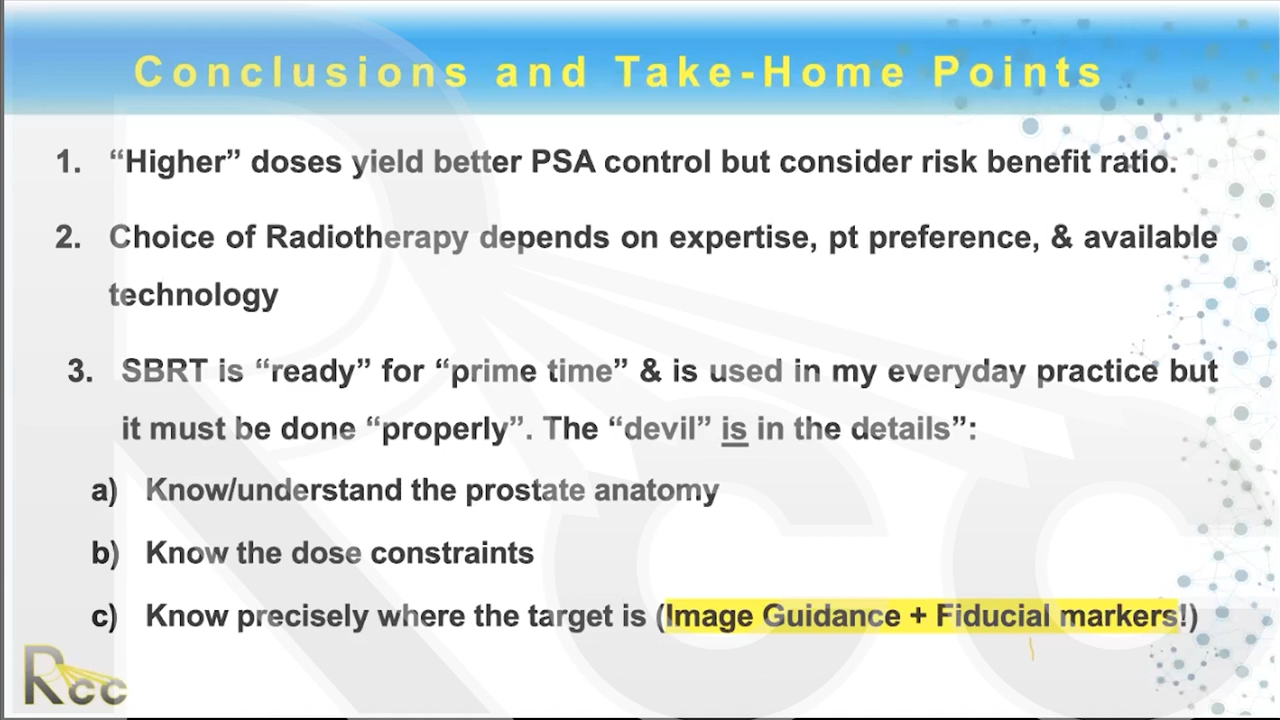 Conclusions and Take-Home Points
1. “Higher” doses yield better PSA control but consider risk benefit ratio.
2. Choice of Radiotherapy depends on expertise, pt preference, & available
technology
3. SBRT is “ready” for “prime time” & is used in my everyday practice but
it must be done “properly”. The “devil” is in the details”:
a) Know/understand the prostate anatomy
b) Know the dose constraints
c) Know precisely where the target is (Image Guidance + Fiducial markers!)
Rcc